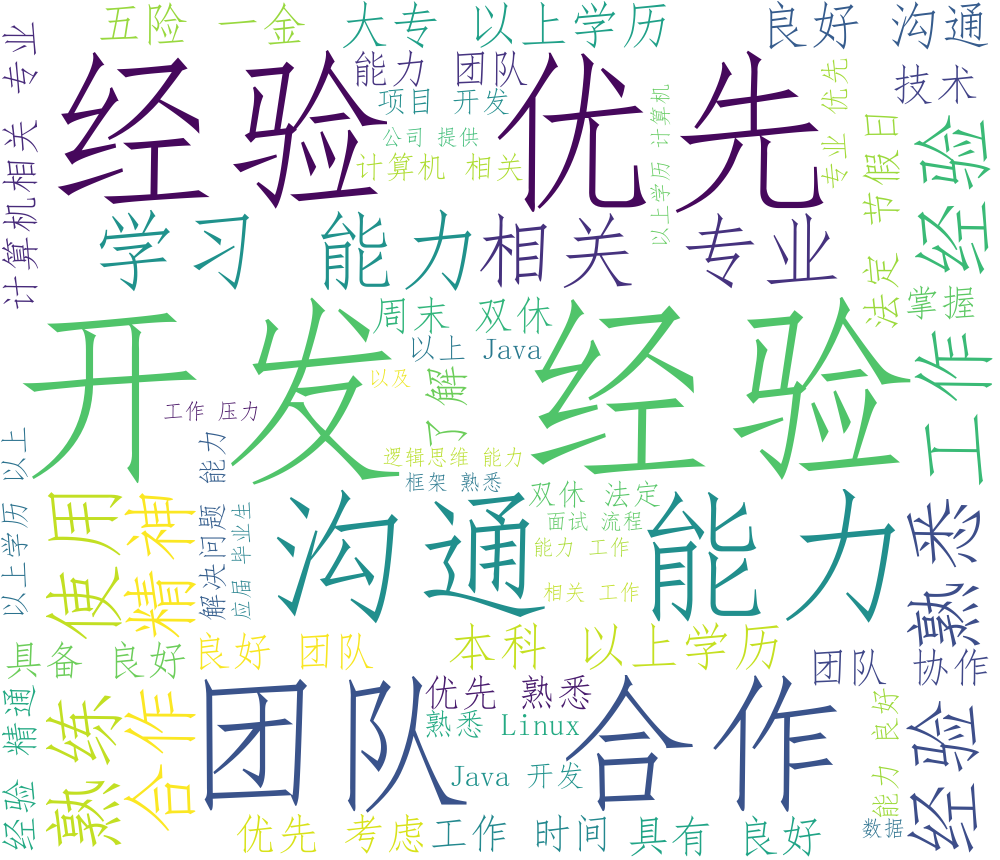 五险 一金
大专 以上学历
良好 沟通
计算机相关 专业
经验 优先
能力 团队
项目 开发
公司 提供
计算机 相关
以上学历 计算机
专业 优先
技术
法定 节假日
工作经验
学习 能力
相关 专业
掌握
周末 双休
以上 Java
以及
了解
开发 经验
工作 压力
能力
逻辑思维 能力
框架 熟悉
双休 法定
面试 流程
能力 工作
相关 工作
以上学历 以上
使用
精神
解决问题
应届 毕业生
沟通 能力
熟悉
具备 良好
良好 团队
本科 以上学历
团队 协作
经验 精通
熟练
合作
团队 合作
优先 熟悉
熟悉 Linux
Java 开发
能力 良好
经验
优先 考虑
工作 时间
具有 良好
数据